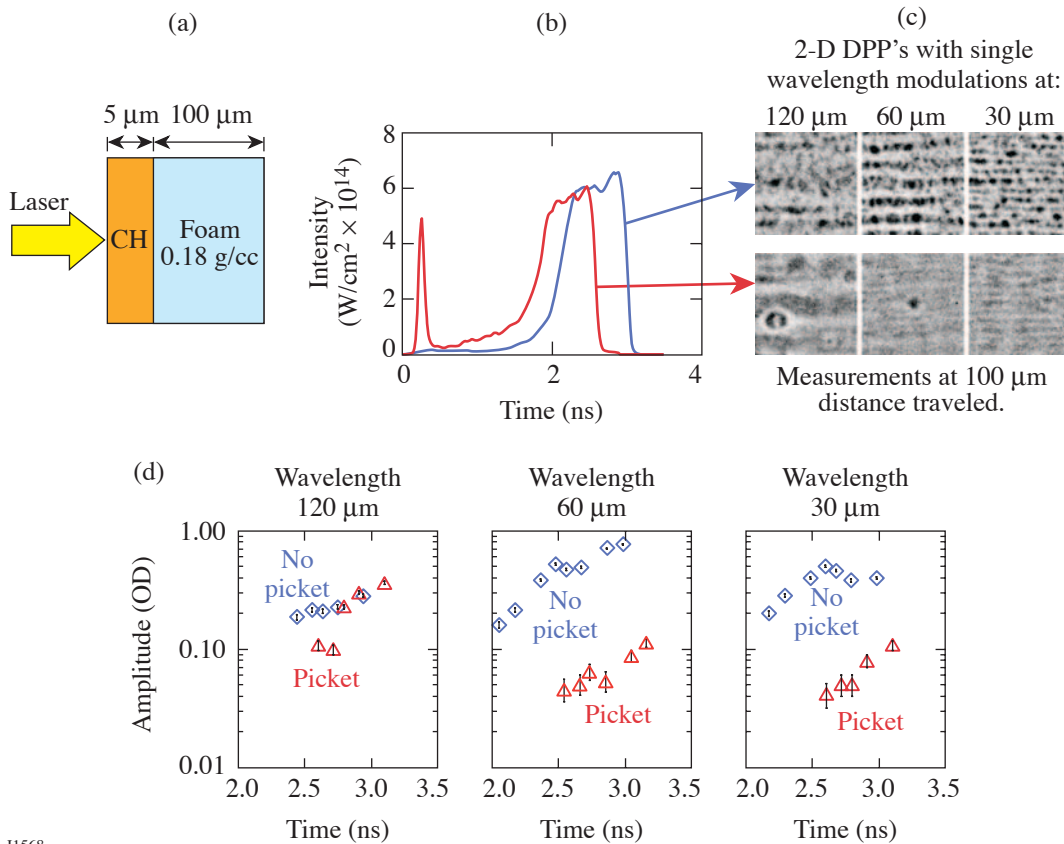 (a)
5 μm 100 μm
Laser
CH
Foam
0.18 g/cc
(b)
Intensity
(W/cm² × 10¹⁴)
8
6
4
2
0
0 2 4
Time (ns)
(c)
2-D DPP's with single
wavelength modulations at:
120 μm 60 μm 30 μm
Measurements at 100 μm
distance traveled.
(d)
Amplitude (OD)
1.00
0.10
0.01
Wavelength
120 μm
No
picket
Picket
2.0 2.5 3.0 3.5
Time (ns)
Wavelength
60 μm
No
picket
Picket
2.0 2.5 3.0 3.5
Time (ns)
Wavelength
30 μm
No
picket
Picket
2.0 2.5 3.0 3.5
Time (ns)